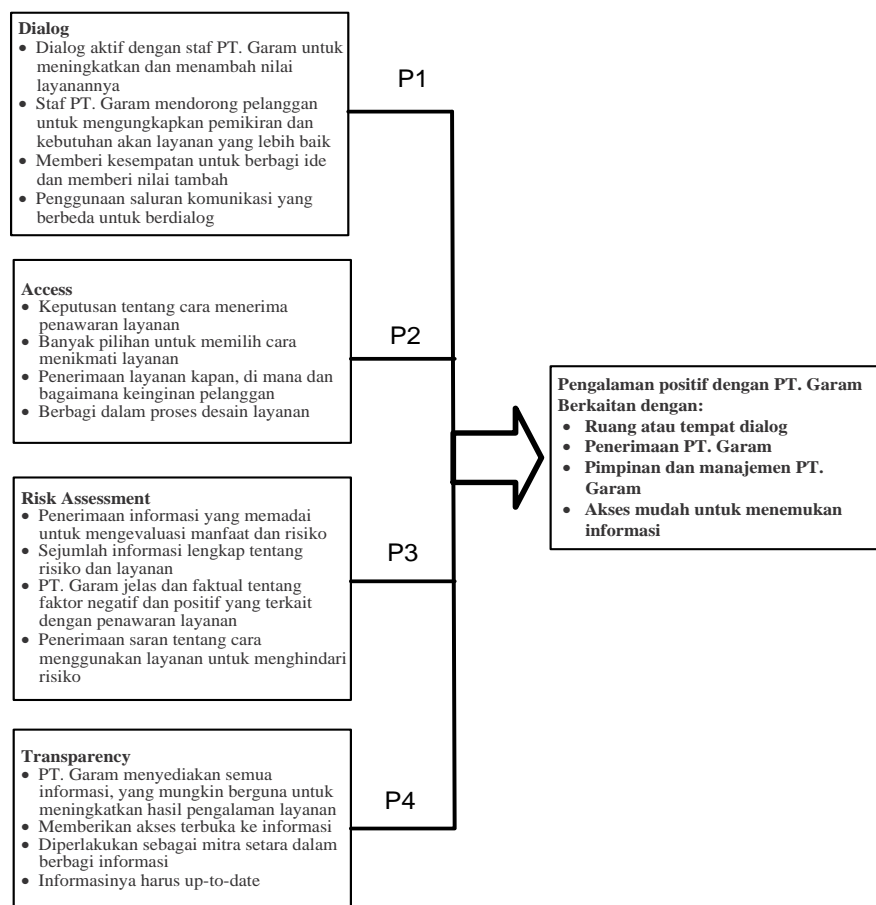 Dialog
• Dialog aktif dengan staf PT. Garam untuk
meningkatkan dan menambah nilai
layanannya
• Staf PT. Garam mendorong pelanggan
untuk mengungkapkan pemikiran dan
kebutuhan akan layanan yang lebih baik
• Memberi kesempatan untuk berbagi ide
dan memberi nilai tambah
• Penggunaan saluran komunikasi yang
berbeda untuk berdialog
P1
Access
• Keputusan tentang cara menerima
penawaran layanan
• Banyak pilihan untuk memilih cara
menikmati layanan
• Penerimaan layanan kapan, di mana dan
bagaimana keinginan pelanggan
• Berbagi dalam proses desain layanan
P2
Risk Assessment
• Penerimaan informasi yang memadai
untuk mengevaluasi manfaat dan risiko
• Sejumlah informasi lengkap tentang
risiko dan layanan
• PT. Garam jelas dan faktual tentang
faktor negatif dan positif yang terkait
dengan penawaran layanan
• Penerimaan saran tentang cara
menggunakan layanan untuk menghindari
risiko
P3
Transparency
• PT. Garam menyediakan semua
informasi, yang mungkin berguna untuk
meningkatkan hasil pengalaman layanan
• Memberikan akses terbuka ke informasi
• Diperlakukan sebagai mitra setara dalam
berbagi informasi
• Informasinya harus up-to-date
P4
Pengalaman positif dengan PT. Garam
Berkaitan dengan:
• Ruang atau tempat dialog
• Penerimaan PT. Garam
• Pimpinan dan manajemen PT.
Garam
• Akses mudah untuk menemukan
informasi